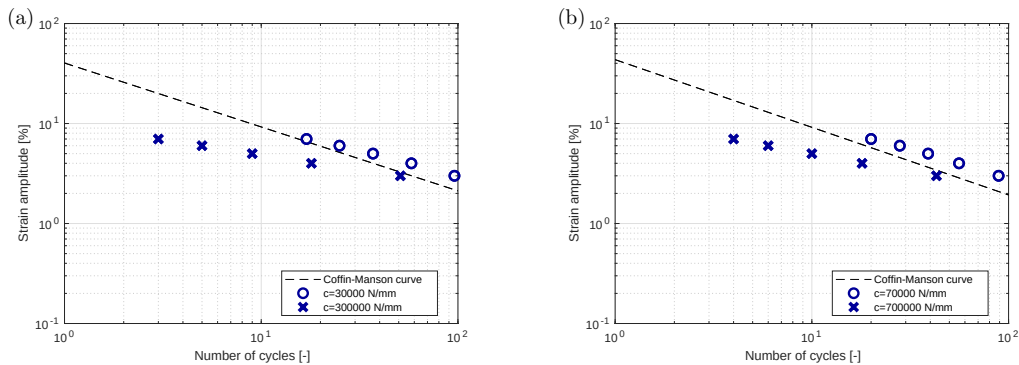 (a)
10^2
10^1
10^0
10^-1
Strain amplitude [%]
10^0
10^1
10^2
Number of cycles [-]
Coffin-Manson curve
c=30000 N/mm
c=300000 N/mm
(b)
10^2
10^1
10^0
10^-1
Strain amplitude [%]
10^0
10^1
10^2
Number of cycles [-]
Coffin-Manson curve
c=70000 N/mm
c=700000 N/mm